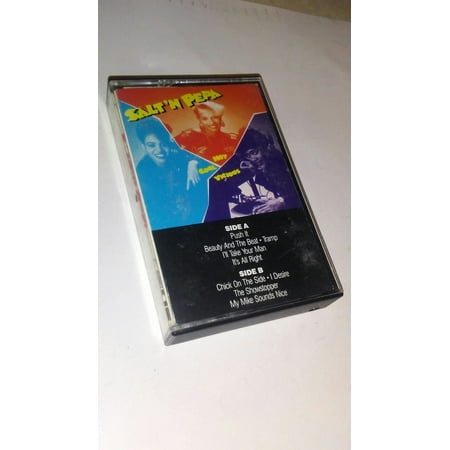 SALT 'N PEPA
HOT
COOL
VICIOUS
SIDE A
Push It
Beauty And The Beat • Tramp
I'll Take Your Man
It's All Right
SIDE B
Chick On The Side • I Desire
The Showstopper
My Mike Sounds Nice